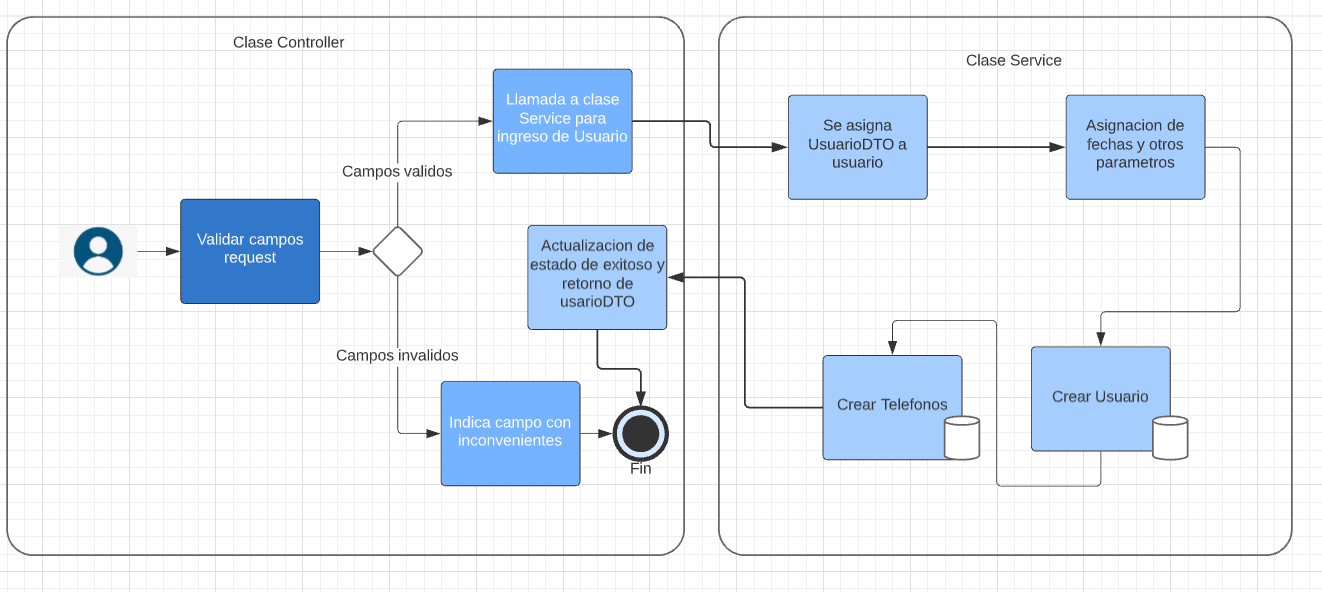 Clase Controller
Llamada a clase
Service para
ingreso de Usuario
Campos validos
Validar campos
request
Actualizacion de
estado de exitoso y
retorno de
usarioDTO
Campos invalidos
Indica campo con
inconvenientes
Fin
Clase Service
Se asigna
UsuarioDTO a
usuario
Asignacion de
fechas y otros
parametros
Crear Telefonos
Crear Usuario